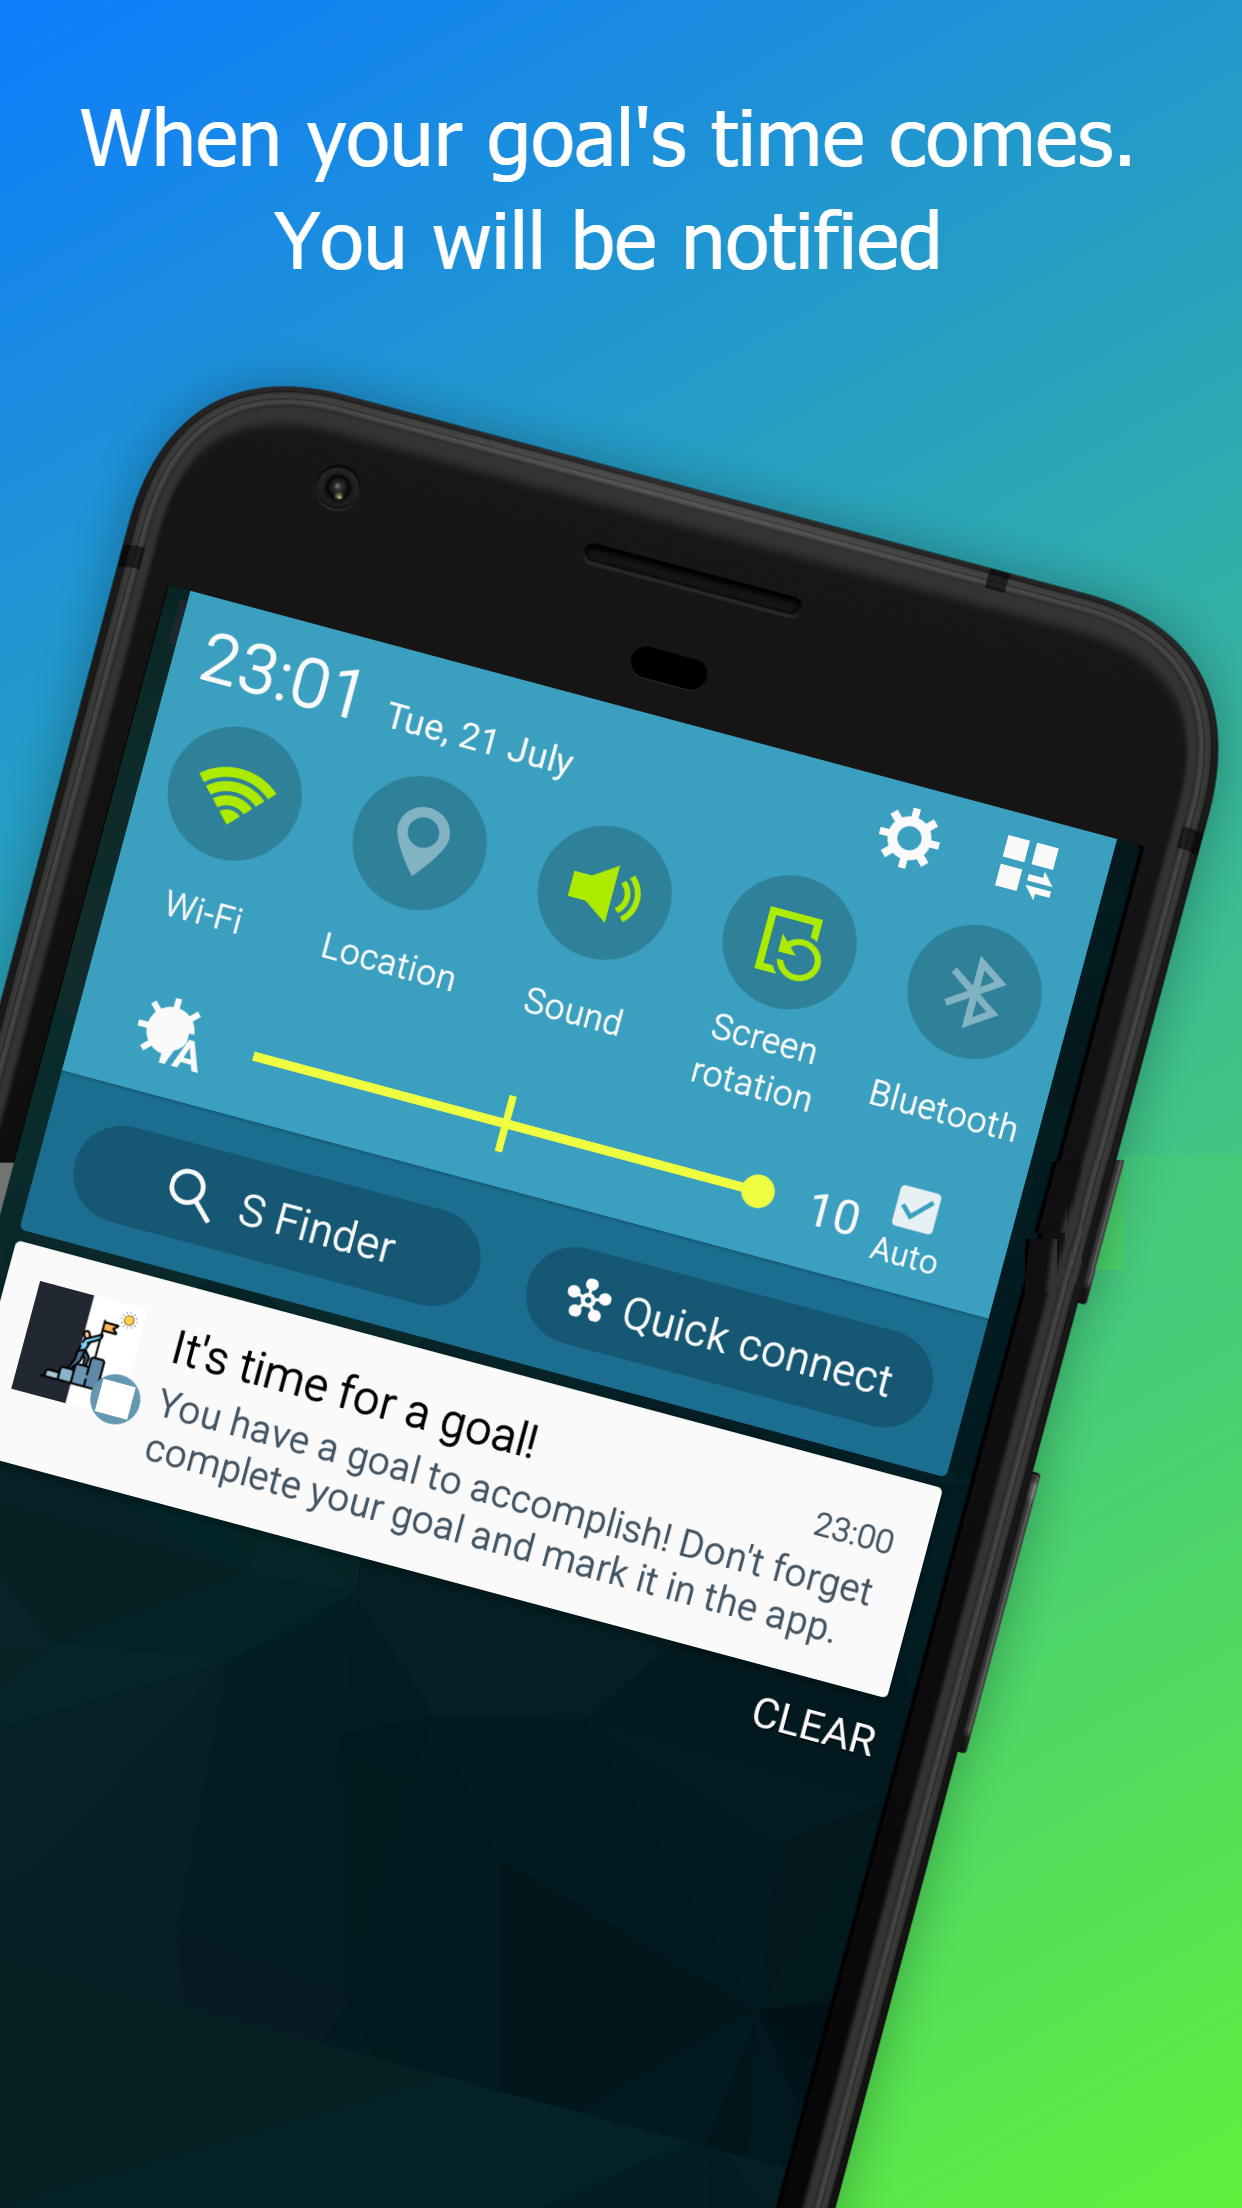 When your goal's time comes.
You will be notified
23:01 Tue, 21 July
Wi-Fi
Location
Sound
Screen
rotation
Bluetooth
A
10
Auto
S Finder
Quick connect
It's time for a goal!
23:00
You have a goal to accomplish! Don't forget
complete your goal and mark it in the app.
CLEAR